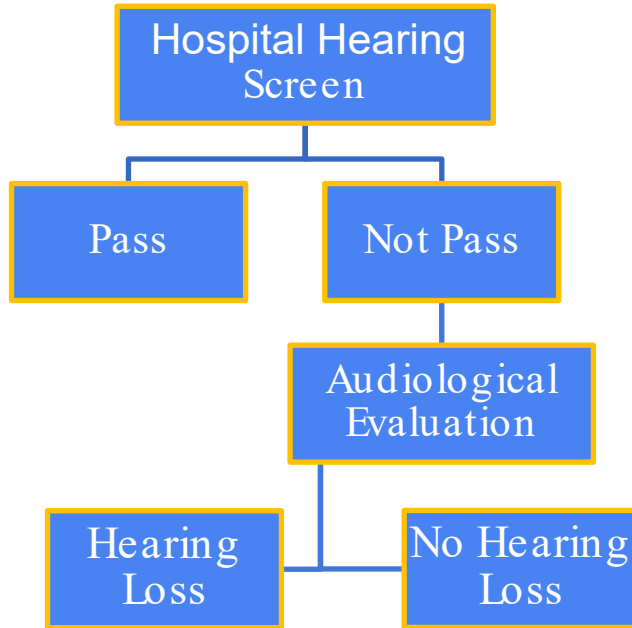 Hospital Hearing
Screen
Pass
Not Pass
Audiological
Evaluation
Hearing
Loss
No Hearing
Loss